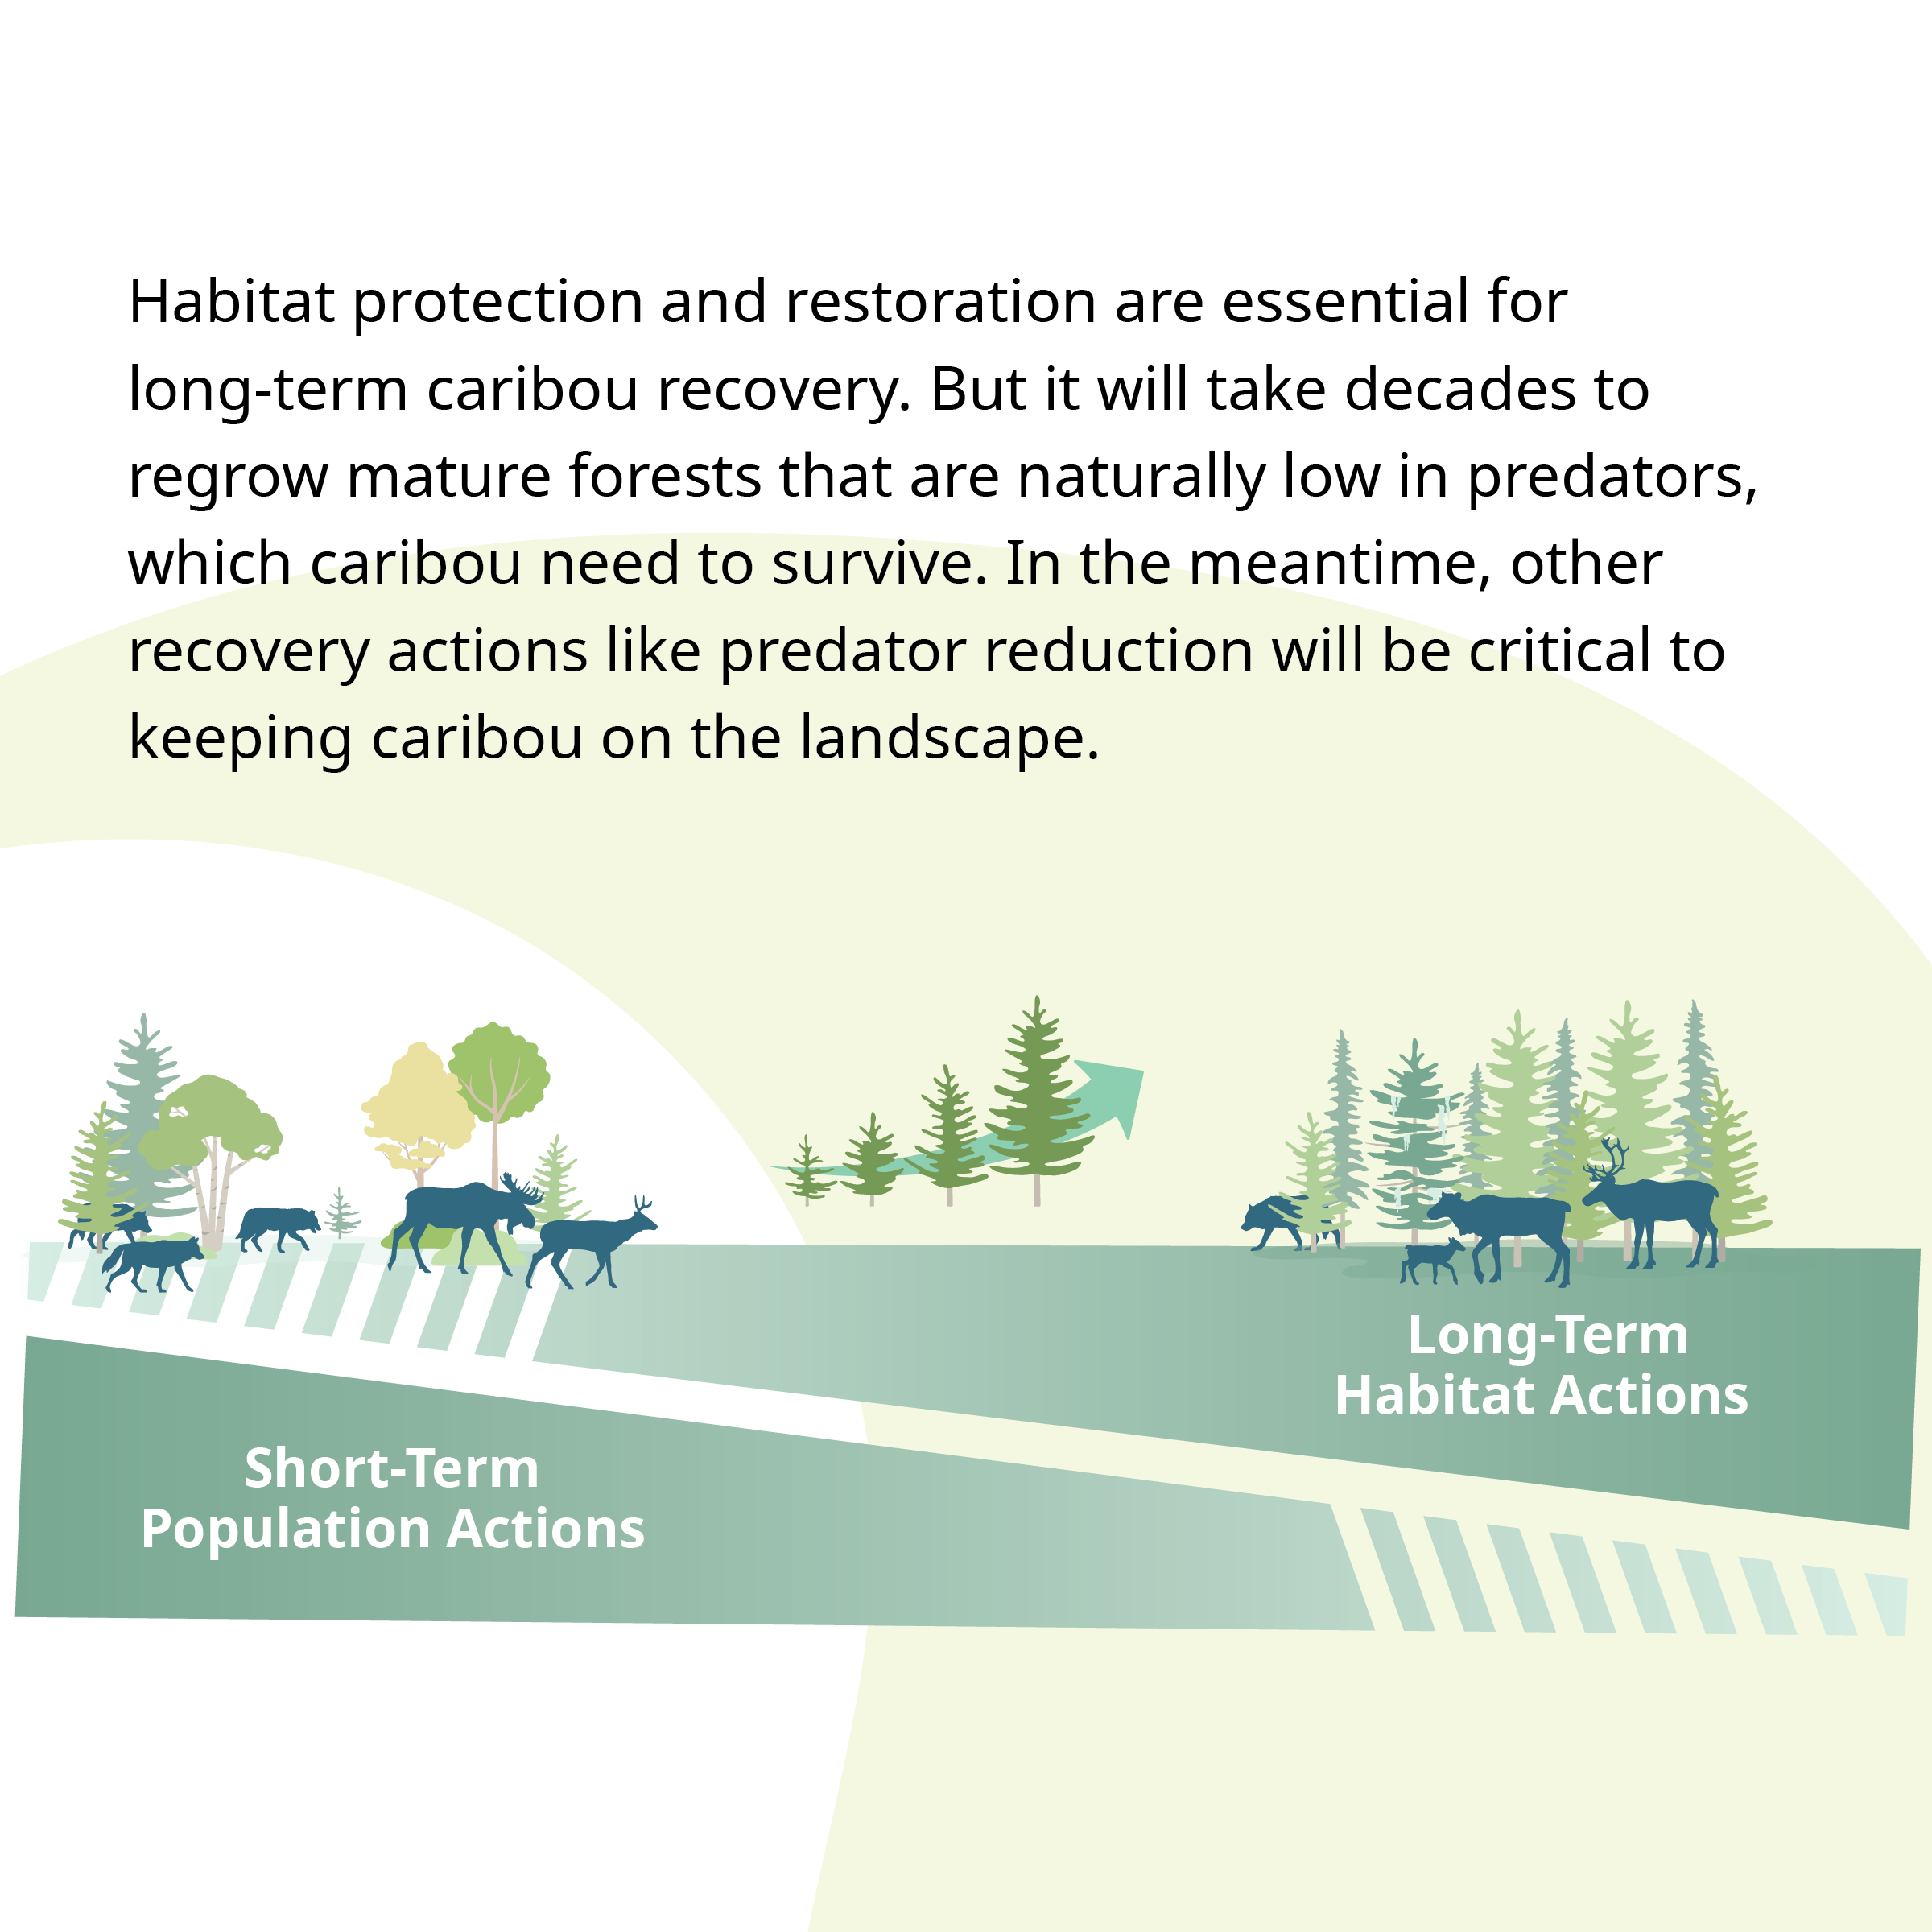 Habitat protection and restoration are essential for
long-term caribou recovery. But it will take decades to
regrow mature forests that are naturally low in predators,
which caribou need to survive. In the meantime, other
recovery actions like predator reduction will be critical to
keeping caribou on the landscape.
Long-Term
Habitat Actions
Short-Term
Population Actions